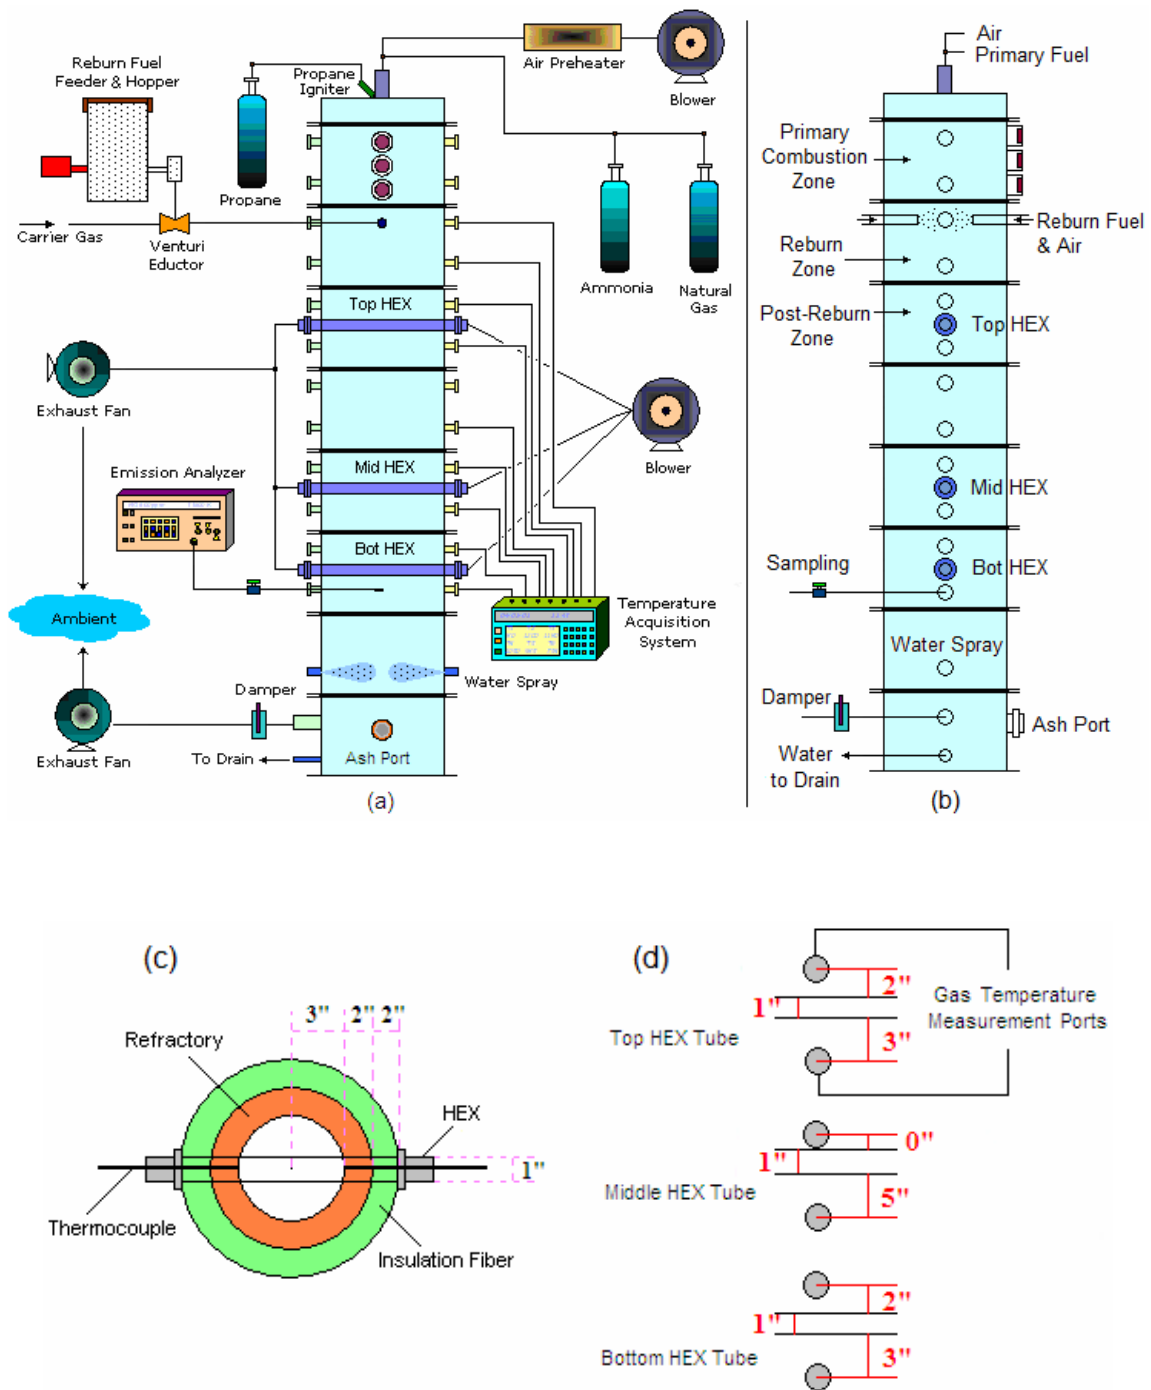 Reburn Fuel
Feeder & Hopper
Propane
Igniter
Air Preheater
Blower
Propane
Carrier Gas
Venturi
Eductor
Ammonia
Natural
Gas
Top HEX
Exhaust Fan
Blower
Emission Analyzer
Mid HEX
Bot HEX
Ambient
Temperature
Acquisition
System
Water Spray
Damper
Exhaust Fan
To Drain
Ash Port
(a)
(b)
Air
Primary Fuel
Primary
Combustion
Zone
Reburn Fuel
& Air
Reburn
Zone
Post-Reburn
Zone
Top HEX
Mid HEX
Sampling
Bot HEX
Water Spray
Damper
Ash Port
Water
to Drain
(c)
3" 2" 2"
Refractory
HEX
1"
Thermocouple
Insulation Fiber
(d)
2"
1"
3"
Top HEX Tube
Gas Temperature
Measurement Ports
0"
1"
5"
Middle HEX Tube
2"
1"
3"
Bottom HEX Tube